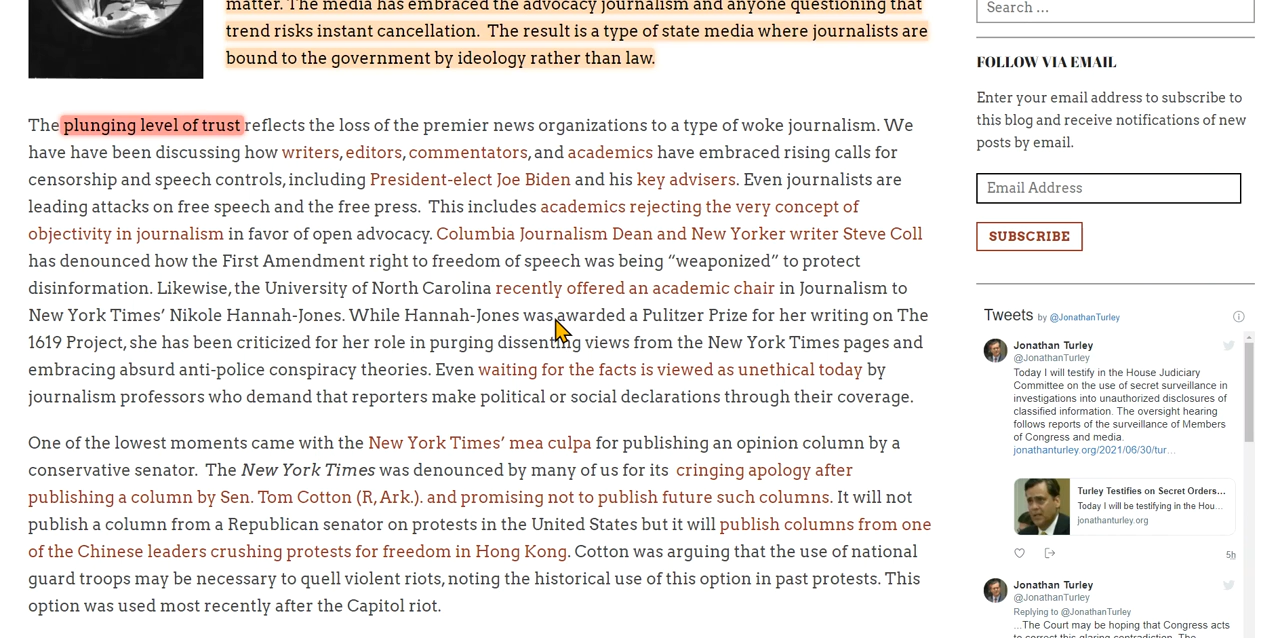 matter. The media has embraced the advocacy journalism and anyone questioning that
trend risks instant cancellation.  The result is a type of state media where journalists are
bound to the government by ideology rather than law.
The plunging level of trust reflects the loss of the premier news organizations to a type of woke journalism. We
have have been discussing how writers, editors, commentators, and academics have embraced rising calls for
censorship and speech controls, including President-elect Joe Biden and his key advisers. Even journalists are
leading attacks on free speech and the free press.  This includes academics rejecting the very concept of
objectivity in journalism in favor of open advocacy. Columbia Journalism Dean and New Yorker writer Steve Coll
has denounced how the First Amendment right to freedom of speech was being “weaponized” to protect
disinformation. Likewise, the University of North Carolina recently offered an academic chair in Journalism to
New York Times’ Nikole Hannah-Jones. While Hannah-Jones was awarded a Pulitzer Prize for her writing on The
1619 Project, she has been criticized for her role in purging dissenting views from the New York Times pages and
embracing absurd anti-police conspiracy theories. Even waiting for the facts is viewed as unethical today by
journalism professors who demand that reporters make political or social declarations through their coverage.
One of the lowest moments came with the New York Times’ mea culpa for publishing an opinion column by a
conservative senator.  The New York Times was denounced by many of us for its  cringing apology after
publishing a column by Sen. Tom Cotton (R, Ark.). and promising not to publish future such columns. It will not
publish a column from a Republican senator on protests in the United States but it will publish columns from one
of the Chinese leaders crushing protests for freedom in Hong Kong. Cotton was arguing that the use of national
guard troops may be necessary to quell violent riots, noting the historical use of this option in past protests. This
option was used most recently after the Capitol riot.
Search …
FOLLOW VIA EMAIL
Enter your email address to subscribe to
this blog and receive notifications of new
posts by email.
Email Address
SUBSCRIBE
Tweets by @JonathanTurley
Jonathan Turley
@JonathanTurley
Today I will testify in the House Judiciary
Committee on the use of secret surveillance in
investigations into unauthorized disclosures of
classified information. The oversight hearing
follows reports of the surveillance of Members
of Congress and media.
jonathanturley.org/2021/06/30/tur…
Turley Testifies on Secret Orders…
Today I will be testifying in the Hou…
jonathanturley.org
5h
Jonathan Turley
@JonathanTurley
Replying to @JonathanTurley
...The Court may be hoping that Congress acts
to correct this glaring contradiction. The